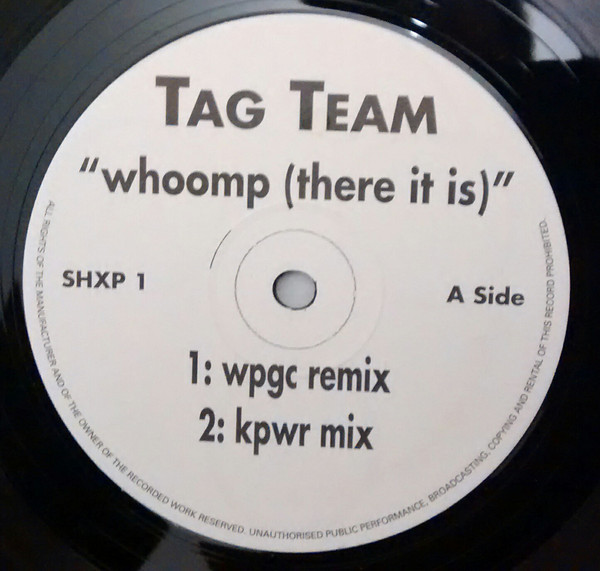 TAG TEAM
"whoomp (there it is)"
SHXP 1
A Side
1: wpgc remix
2: kpwr mix
ALL RIGHTS OF THE MANUFACTURER AND OF THE OWNER OF THE RECORDED WORK RESERVED. UNAUTHORISED PUBLIC PERFORMANCE, BROADCASTING, COPYING AND RENTAL OF THIS RECORD PROHIBITED.